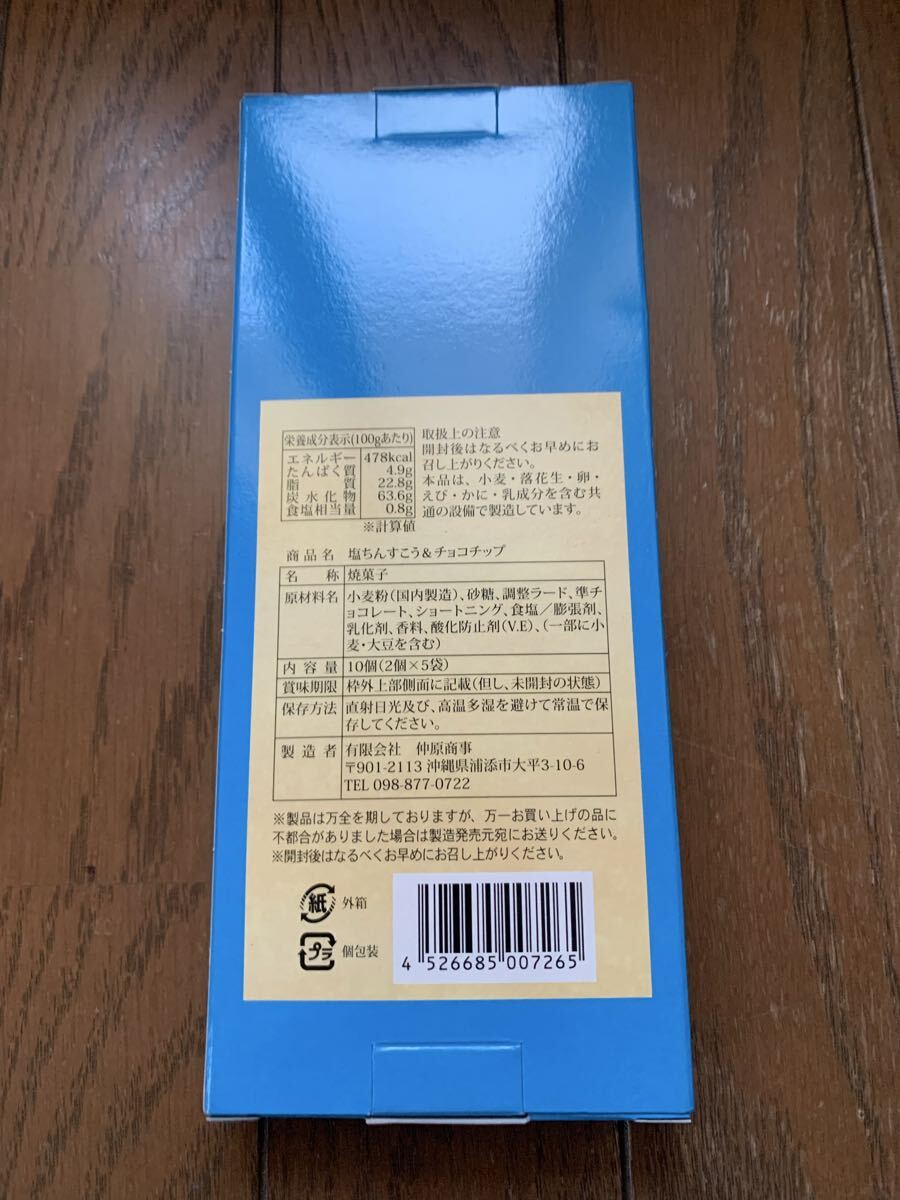 栄養成分表示(100gあたり)
エネルギー 478kcal
たんぱく質 4.9g
脂質 22.8g
炭水化物 63.6g
食塩相当量 0.8g
※計算値
取扱上の注意
開封後はなるべくお早めにお
召し上がりください。
本品は、小麦・落花生・卵・
えび・かに・乳成分を含む共
通の設備で製造しています。
商品名 塩ちんすこう&チョコチップ
名称 焼菓子
原材料名 小麦粉(国内製造)、砂糖、調整ラード、準チ
ョコレート、ショートニング、食塩/膨張剤、
乳化剤、香料、酸化防止剤(V.E)、(一部に小
麦・大豆を含む)
内容量 10個(2個×5袋)
賞味期限 枠外上部側面に記載(但し、未開封の状態)
保存方法 直射日光及び、高温多湿を避けて常温で保
存してください。
製造者 有限会社 仲原商事
〒901-2113 沖縄県浦添市大平3-10-6
TEL 098-877-0722
※製品は万全を期しておりますが、万一お買い上げの品に
不都合がありました場合は製造発売元宛にお送りください。
※開封後はなるべくお早めにお召し上がりください。
紙 外箱
プラ 個包装
4 526685 007265